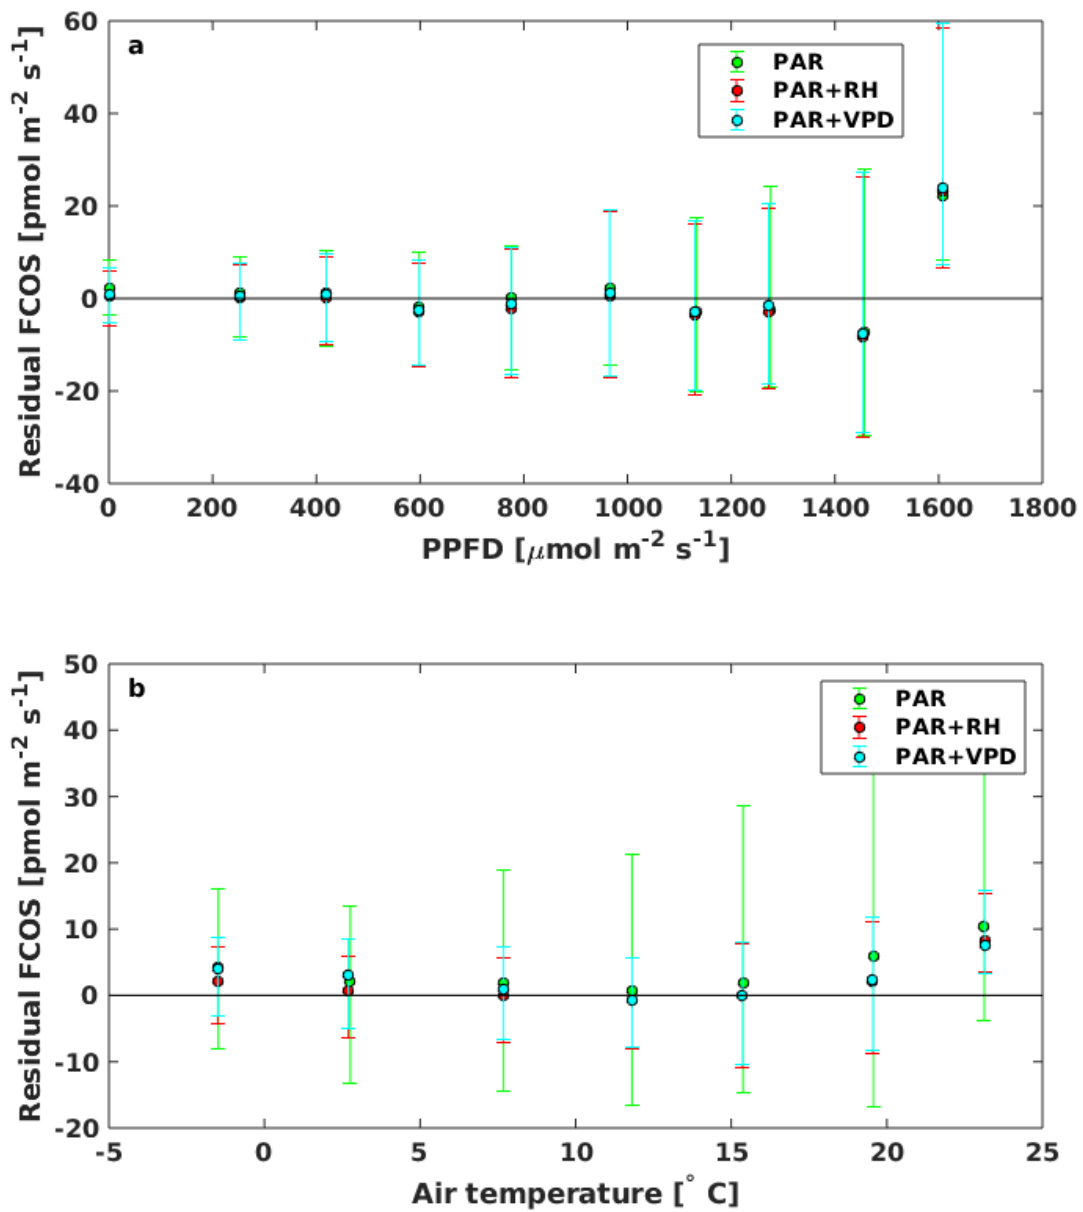 a
60
40
20
0
-20
-40
Residual FCOS [pmol m-2 s-1]
PAR
PAR+RH
PAR+VPD
0 200 400 600 800 1000 1200 1400 1600 1800
PPFD [μmol m-2 s-1]
b
50
40
30
20
10
0
-10
-20
Residual FCOS [pmol m-2 s-1]
PAR
PAR+RH
PAR+VPD
-5 0 5 10 15 20 25
Air temperature [° C]